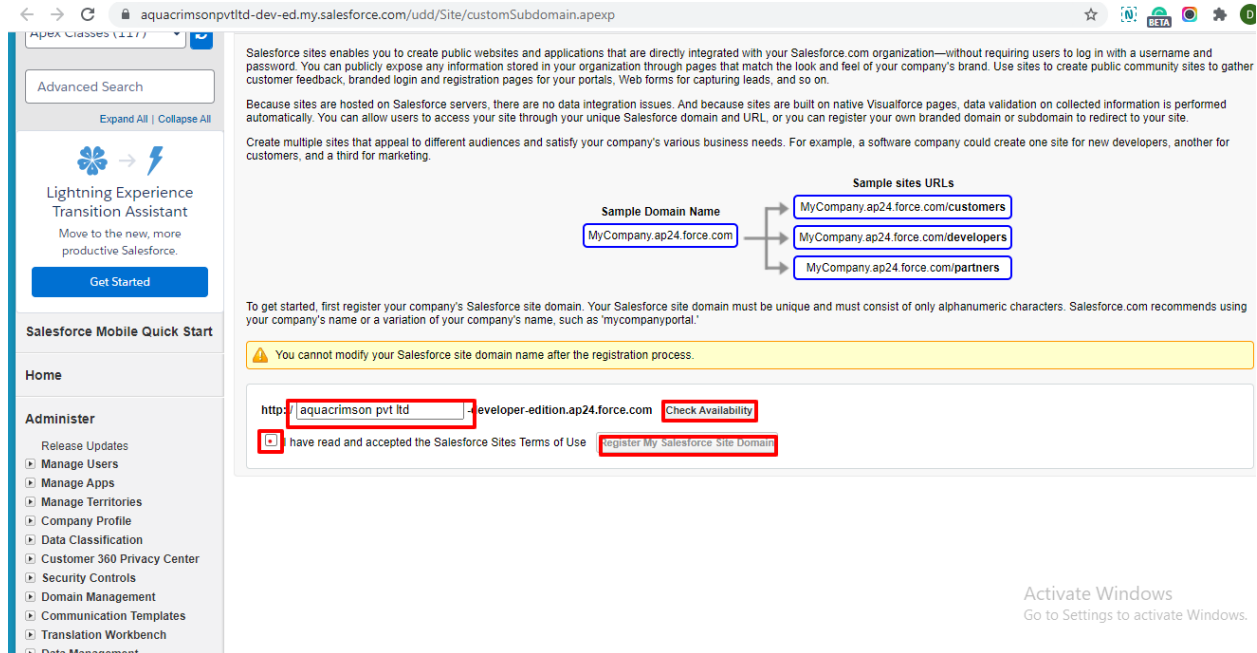 aquacrimsonpvtltd-dev-ed.my.salesforce.com/udd/Site/customSubdomain.apexp
BETA
D
Apex Classes (117)
Advanced Search
Expand All | Collapse All
Lightning Experience
Transition Assistant
Move to the new, more
productive Salesforce.
Get Started
Salesforce Mobile Quick Start
Home
Administer
Release Updates
Manage Users
Manage Apps
Manage Territories
Company Profile
Data Classification
Customer 360 Privacy Center
Security Controls
Domain Management
Communication Templates
Translation Workbench
Data Management
Salesforce sites enables you to create public websites and applications that are directly integrated with your Salesforce.com organization—without requiring users to log in with a username and
password. You can publicly expose any information stored in your organization through pages that match the look and feel of your company's brand. Use sites to create public community sites to gather
customer feedback, branded login and registration pages for your portals, Web forms for capturing leads, and so on.
Because sites are hosted on Salesforce servers, there are no data integration issues. And because sites are built on native Visualforce pages, data validation on collected information is performed
automatically. You can allow users to access your site through your unique Salesforce domain and URL, or you can register your own branded domain or subdomain to redirect to your site.
Create multiple sites that appeal to different audiences and satisfy your company's various business needs. For example, a software company could create one site for new developers, another for
customers, and a third for marketing.
Sample sites URLs
Sample Domain Name
MyCompany.ap24.force.com
MyCompany.ap24.force.com/customers
MyCompany.ap24.force.com/developers
MyCompany.ap24.force.com/partners
To get started, first register your company's Salesforce site domain. Your Salesforce site domain must be unique and must consist of only alphanumeric characters. Salesforce.com recommends using
your company's name or a variation of your company's name, such as 'mycompanyportal.'
You cannot modify your Salesforce site domain name after the registration process.
http:/ aquacrimson pvt ltd -developer-edition.ap24.force.com Check Availability
I have read and accepted the Salesforce Sites Terms of Use Register My Salesforce Site Domain
Activate Windows
Go to Settings to activate Windows.